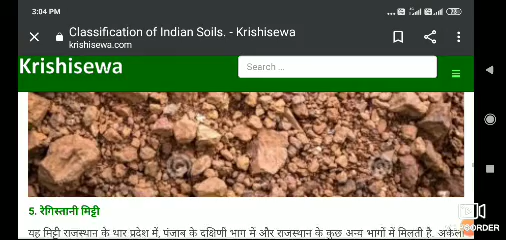 3:04 PM
Classification of Indian Soils. - Krishisewa
krishisewa.com
Krishisewa
Search ...
5. रेगिस्तानी मिट्टी
यह मिट्टी राजस्थान के थार प्रदेश में, पंजाब के दक्षिणी भाग में और राजस्थान के कुछ अन्य भागों में मिलती है. अकेला